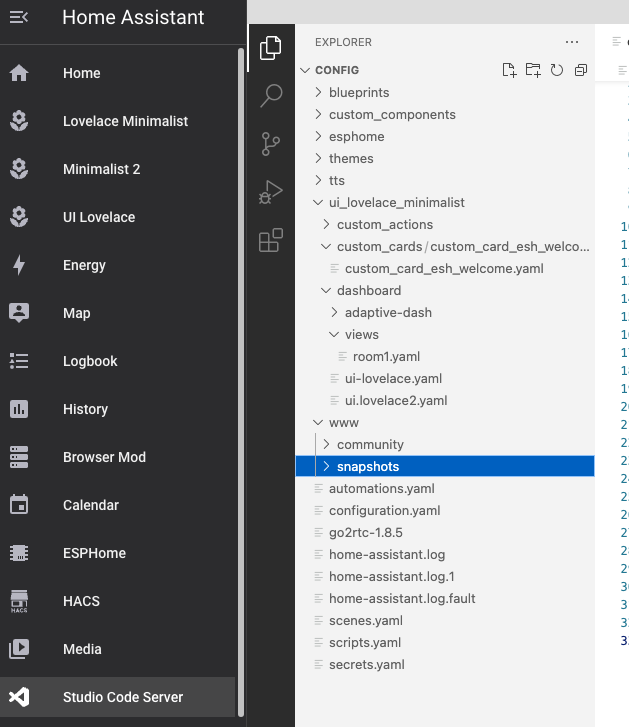 Home Assistant
Home
Lovelace Minimalist
Minimalist 2
UI Lovelace
Energy
Map
Logbook
History
Browser Mod
Calendar
ESPHome
HACS
HACS
Media
Studio Code Server
EXPLORER
CONFIG
blueprints
custom_components
esphome
themes
tts
ui_lovelace_minimalist
custom_actions
custom_cards/custom_card_esh_welco...
custom_card_esh_welcome.yaml
dashboard
adaptive-dash
views
room1.yaml
ui-lovelace.yaml
ui.lovelace2.yaml
www
community
snapshots
automations.yaml
configuration.yaml
go2rtc-1.8.5
home-assistant.log
home-assistant.log.1
home-assistant.log.fault
scenes.yaml
scripts.yaml
secrets.yaml